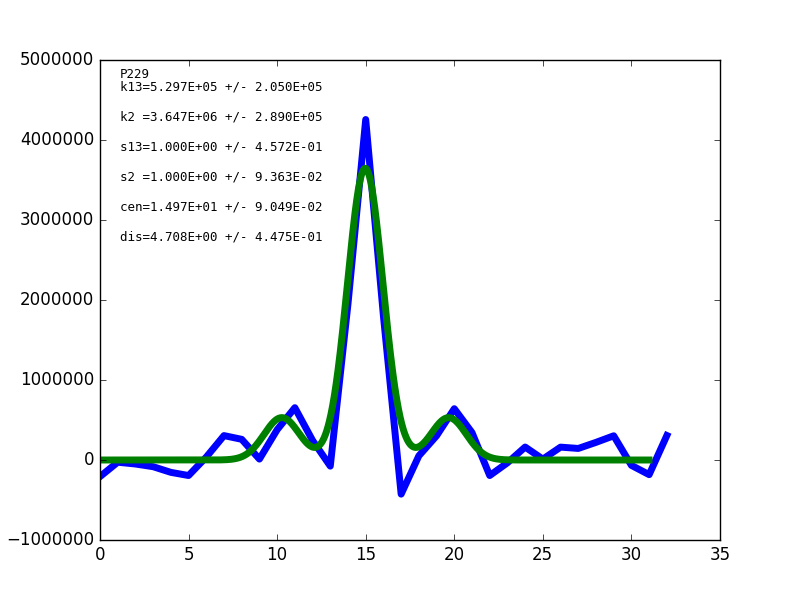 P229
k13=5.297E+05 +/- 2.050E+05
k2 =3.647E+06 +/- 2.890E+05
s13=1.000E+00 +/- 4.572E-01
s2 =1.000E+00 +/- 9.363E-02
cen=1.497E+01 +/- 9.049E-02
dis=4.708E+00 +/- 4.475E-01
5000000
4000000
3000000
2000000
1000000
0
−1000000
0 5 10 15 20 25 30 35